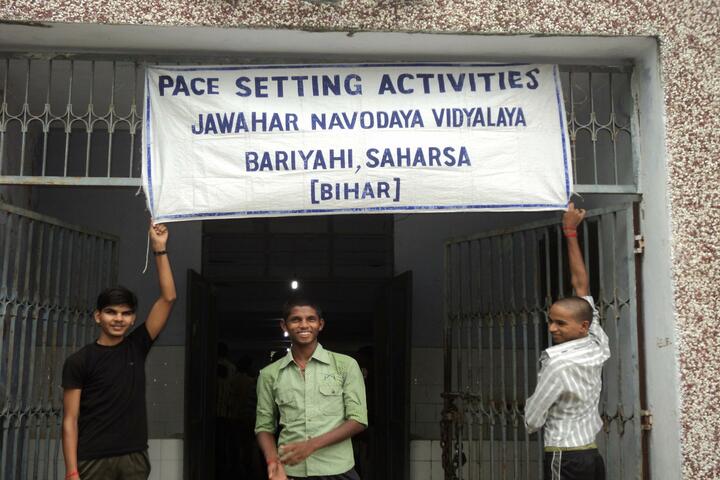 PACE SETTING ACTIVITIES
JAWAHAR NAVODAYA VIDYALAYA
BARIYAHI, SAHARSA
[BIHAR]